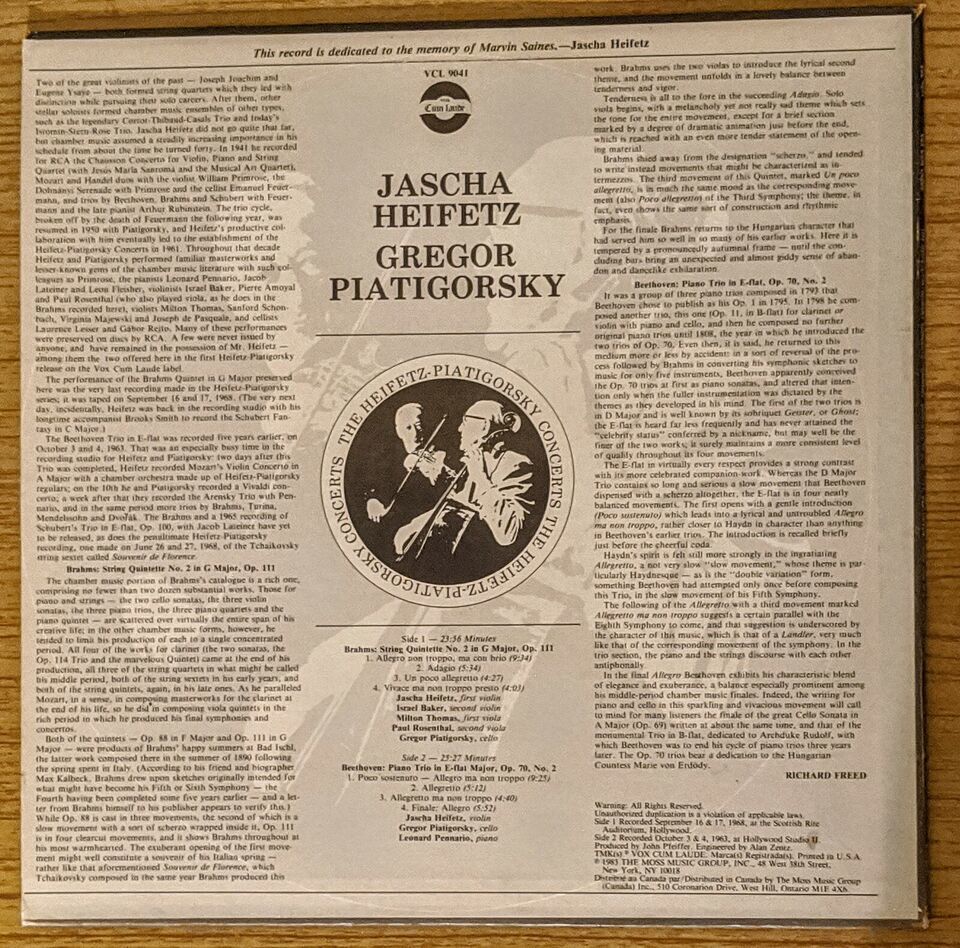 This record is dedicated to the memory of Marvin Saines.—Jascha Heifetz
Two of the great violinists of the past — Joseph Joachim and
Eugene Ysaye — both formed string quartets which they led with
distinction while pursuing their solo careers. After them, other
stellar soloists formed chamber music ensembles of other types,
such as the legendary Cortot-Thibaud-Casals Trio and today's
Istomin-Stern-Rose Trio. Jascha Heifetz did not go quite that far,
but chamber music assumed a steadily increasing importance in his
schedule from about the time he turned forty. In 1941 he recorded
for RCA the Chausson Concerto for Violin, Piano and String
Quartet (with Jesús María Sanromá and the Musical Art Quartet),
Mozart and Handel duos with the violist William Primrose, the
Dohnányi Serenade with Primrose and the cellist Emanuel Feuer-
mann, and trios by Beethoven, Brahms and Schubert with Feuer-
mann and the late pianist Arthur Rubinstein. The trio cycle,
broken off by the death of Feuermann the following year, was
resumed in 1950 with Piatigorsky, and Heifetz's productive col-
laboration with him eventually led to the establishment of the
Heifetz-Piatigorsky Concerts in 1961. Throughout that decade
Heifetz and Piatigorsky performed familiar masterworks and
lesser-known gems of the chamber music literature with such col-
leagues as Primrose, the pianists Leonard Pennario, Jacob
Lateiner and Leon Fleisher, violinists Israel Baker, Pierre Amoyal
and Paul Rosenthal (who also played viola, as he does in the
Brahms recorded here), violists Milton Thomas, Sanford Schon-
bach, Virginia Majewski and Joseph de Pasquale, and cellists
Laurence Lesser and Gábor Rejto. Many of these performances
were preserved on discs by RCA. A few were never issued by
anyone, and have remained in the possession of Mr. Heifetz —
among them the two offered here in the first Heifetz-Piatigorsky
release on the Vox Cum Laude label.
The performance of the Brahms Quintet in G Major preserved
here was the very last recording made in the Heifetz-Piatigorsky
series; it was taped on September 16 and 17, 1968. (The very next
day, incidentally, Heifetz was back in the recording studio with his
longtime accompanist Brooks Smith to record the Schubert Fan-
tasy in C Major.)
The Beethoven Trio in E-flat was recorded five years earlier, on
October 3 and 4, 1963. That was an especially busy time in the
recording studio for Heifetz and Piatigorsky: two days after this
Trio was completed, Heifetz recorded Mozart's Violin Concerto in
A Major with a chamber orchestra made up of Heifetz-Piatigorsky
regulars; on the 10th he and Piatigorsky recorded a Vivaldi con-
certo; a week after that they recorded the Arensky Trio with Pen-
nario, and in the same period more trios by Brahms, Turina,
Mendelssohn and Dvořák. The Brahms and a 1965 recording of
Schubert's Trio in E-flat, Op. 100, with Jacob Lateiner have yet
to be released, as does the penultimate Heifetz-Piatigorsky
recording, one made on June 26 and 27, 1968, of the Tchaikovsky
string sextet called Souvenir de Florence.
Brahms: String Quintette No. 2 in G Major, Op. 111
The chamber music portion of Brahms's catalogue is a rich one,
comprising no fewer than two dozen substantial works. Those for
piano and strings — the two cello sonatas, the three violin
sonatas, the three piano trios, the three piano quartets and the
piano quintet — are scattered over virtually the entire span of his
creative life; in the other chamber music forms, however, he
tended to limit his production of each to a single concentrated
period. All four of the works for clarinet (the two sonatas, the
Op. 114 Trio and the marvelous Quintet) came at the end of his
production, all three of the string quartets in what might be called
his middle period, both of the string sextets in his early years, and
both of the string quintets, again, in his late ones. As he paralleled
Mozart, in a sense, in composing masterworks for the clarinet at
the end of his life, so he did in composing viola quintets in the
rich period in which he produced his final symphonies and
concertos.
Both of the quintets — Op. 88 in F Major and Op. 111 in G
Major — were products of Brahms' happy summers at Bad Ischl,
the latter work composed there in the summer of 1890 following
the spring spent in Italy. (According to his friend and biographer
Max Kalbeck, Brahms drew upon sketches originally intended for
what might have become his Fifth or Sixth Symphony — the
Fourth having been completed some five years earlier — and a let-
ter from Brahms himself to his publisher appears to verify this.)
While Op. 88 is cast in three movements, the second of which is a
slow movement with a sort of scherzo wrapped inside it, Op. 111
is in four clearcut movements, and it shows Brahms throughout at
his most warmhearted. The exuberant opening of the first move-
ment might well constitute a souvenir of his Italian spring —
rather like that aforementioned Souvenir de Florence, which
Tchaikovsky composed in the same year Brahms produced this
VCL 9041
Cum Laude
JASCHA
HEIFETZ
GREGOR
PIATIGORSKY
THE HEIFETZ-PIATIGORSKY CONCERTS THE HEIFETZ-PIATIGORSKY CONCERTS
Side 1 — 23:56 Minutes
Brahms: String Quintette No. 2 in G Major, Op. 111
1. Allegro non troppo, ma con brio (9:34)
2. Adagio (5:34)
3. Un poco allegretto (4:27)
4. Vivace ma non troppo presto (4:03)
Jascha Heifetz, first violin
Israel Baker, second violin
Milton Thomas, first viola
Paul Rosenthal, second viola
Gregor Piatigorsky, cello
Side 2 — 23:27 Minutes
Beethoven: Piano Trio in E-flat Major, Op. 70, No. 2
1. Poco sostenuto — Allegro ma non troppo (9:25)
2. Allegretto (5:12)
3. Allegretto ma non troppo (4:40)
4. Finale: Allegro (5:52)
Jascha Heifetz, violin
Gregor Piatigorsky, cello
Leonard Pennario, piano
work. Brahms uses the two violas to introduce the lyrical second
theme, and the movement unfolds in a lovely balance between
tenderness and vigor.
Tenderness is all to the fore in the succeeding Adagio. Solo
viola begins, with a melancholy yet not really sad theme which sets
the tone for the entire movement, except for a brief section
marked by a degree of dramatic animation just before the end,
which is reached with an even more tender statement of the open-
ing material.
Brahms shied away from the designation "scherzo," and tended
to write instead movements that might be characterized as in-
termezzos. The third movement of this Quintet, marked Un poco
allegretto, is in much the same mood as the corresponding move-
ment (also Poco allegretto) of the Third Symphony; the theme, in
fact, even shows the same sort of construction and rhythmic
emphasis.
For the finale Brahms returns to the Hungarian character that
had served him so well in so many of his earlier works. Here it is
tempered by a pronouncedly autumnal frame — until the con-
cluding bars bring an unexpected and almost giddy sense of aban-
don and dancelike exhilaration.
Beethoven: Piano Trio in E-flat, Op. 70, No. 2
It was a group of three piano trios composed in 1793 that
Beethoven chose to publish as his Op. 1 in 1795. In 1798 he com-
posed another trio, this one (Op. 11, in B-flat) for clarinet or
violin with piano and cello, and then he composed no further
original piano trios until 1808, the year in which he introduced the
two trios of Op. 70. Even then, it is said, he returned to this
medium more or less by accident: in a sort of reversal of the pro-
cess followed by Brahms in converting his symphonic sketches to
music for only five instruments, Beethoven apparently conceived
the Op. 70 trios at first as piano sonatas, and altered that inten-
tion only when the fuller instrumentation was dictated by the
themes as they developed in his mind. The first of the two trios is
in D Major and is well known by its sobriquet Geister, or Ghost;
the E-flat is heard far less frequently and has never attained the
"celebrity status" conferred by a nickname, but may well be the
finer of the two works; it surely maintains a more consistent level
of quality throughout its four movements.
The E-flat in virtually every respect provides a strong contrast
with its more celebrated companion-work. Whereas the D Major
Trio contains so long and serious a slow movement that Beethoven
dispensed with a scherzo altogether, the E-flat is in four neatly
balanced movements. The first opens with a gentle introduction
(Poco sostenuto) which leads into a lyrical and untroubled Allegro
ma non troppo, rather closer to Haydn in character than anything
in Beethoven's earlier trios. The introduction is recalled briefly
just before the cheerful coda.
Haydn's spirit is felt still more strongly in the ingratiating
Allegretto, a not very slow "slow movement," whose theme is par-
ticularly Haydnesque — as is the "double variation" form,
something Beethoven had attempted only once before composing
this Trio, in the slow movement of his Fifth Symphony.
The following of the Allegretto with a third movement marked
Allegretto ma non troppo suggests a certain parallel with the
Eighth Symphony to come, and that suggestion is underscored by
the character of this music, which is that of a Ländler, very much
like that of the corresponding movement of the symphony. In the
trio section, the piano and the strings discourse with each other
antiphonally.
In the final Allegro Beethoven exhibits his characteristic blend
of elegance and exuberance, a balance especially prominent among
his middle-period chamber music finales. Indeed, the writing for
piano and cello in this sparkling and vivacious movement will call
to mind for many listeners the finale of the great Cello Sonata in
A Major (Op. 69) written at about the same time, and that of the
monumental Trio in B-flat, dedicated to Archduke Rudolf, with
which Beethoven was to end his cycle of piano trios three years
later. The Op. 70 trios bear a dedication to the Hungarian
Countess Marie von Erdödy.
RICHARD FREED
Warning: All Rights Reserved.
Unauthorized duplication is a violation of applicable laws.
Side 1 Recorded September 16 & 17, 1968, at the Scottish Rite
Auditorium, Hollywood.
Side 2 Recorded October 3 & 4, 1963, at Hollywood Studio II.
Produced by John Pfeiffer. Engineered by Alan Zentz.
TMK(s) ® VOX CUM LAUDE. Marca(s) Registrada(s). Printed in U.S.A.
℗ 1983 THE MOSS MUSIC GROUP, INC., 48 West 38th Street,
New York, NY 10018
Distribué au Canada par/Distributed in Canada by The Moss Music Group
(Canada) Inc., 510 Coronation Drive, West Hill, Ontario M1E 4X6.